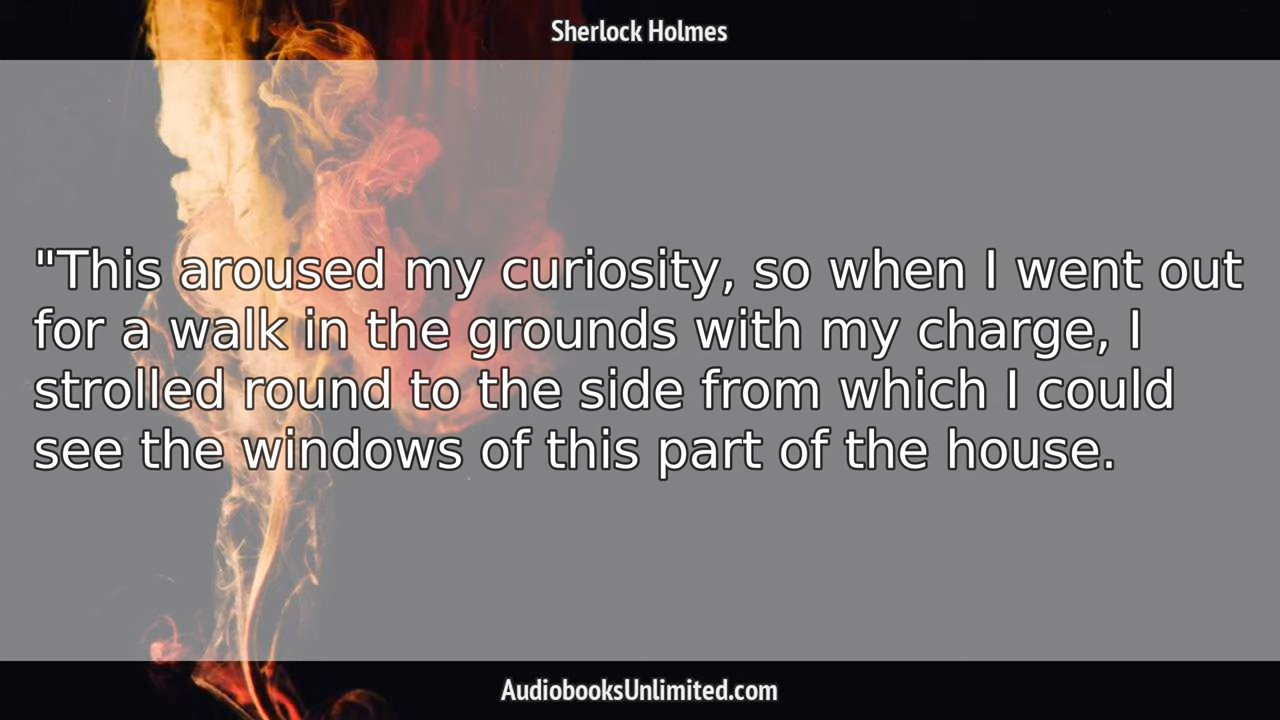 Sherlock Holmes
"This aroused my curiosity, so when I went out
for a walk in the grounds with my charge, I
strolled round to the side from which I could
see the windows of this part of the house.
AudiobooksUnlimited.com